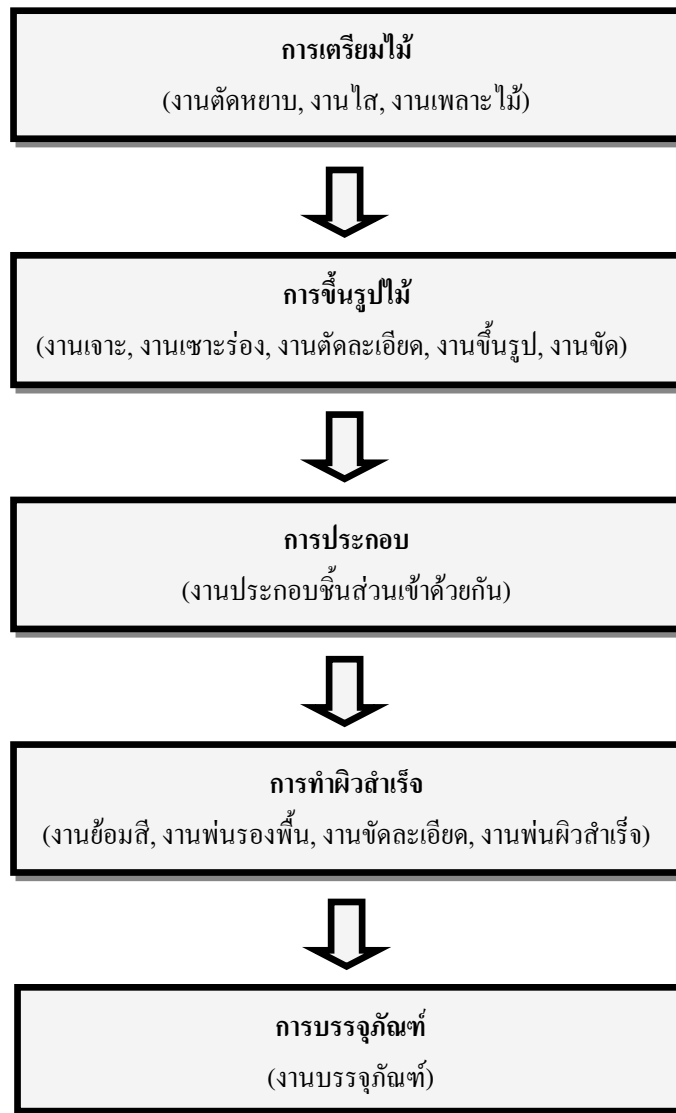 การเตรียมไม้
(งานตัดหยาบ, งานไส, งานเพลาะไม้)
การขึ้นรูปไม้
(งานเจาะ, งานเซาะร่อง, งานตัดละเอียด, งานขึ้นรูป, งานขัด)
การประกอบ
(งานประกอบชิ้นส่วนเข้าด้วยกัน)
การทำผิวสำเร็จ
(งานย้อมสี, งานพ่นรองพื้น, งานขัดละเอียด, งานพ่นผิวสำเร็จ)
การบรรจุภัณฑ์
(งานบรรจุภัณฑ์)